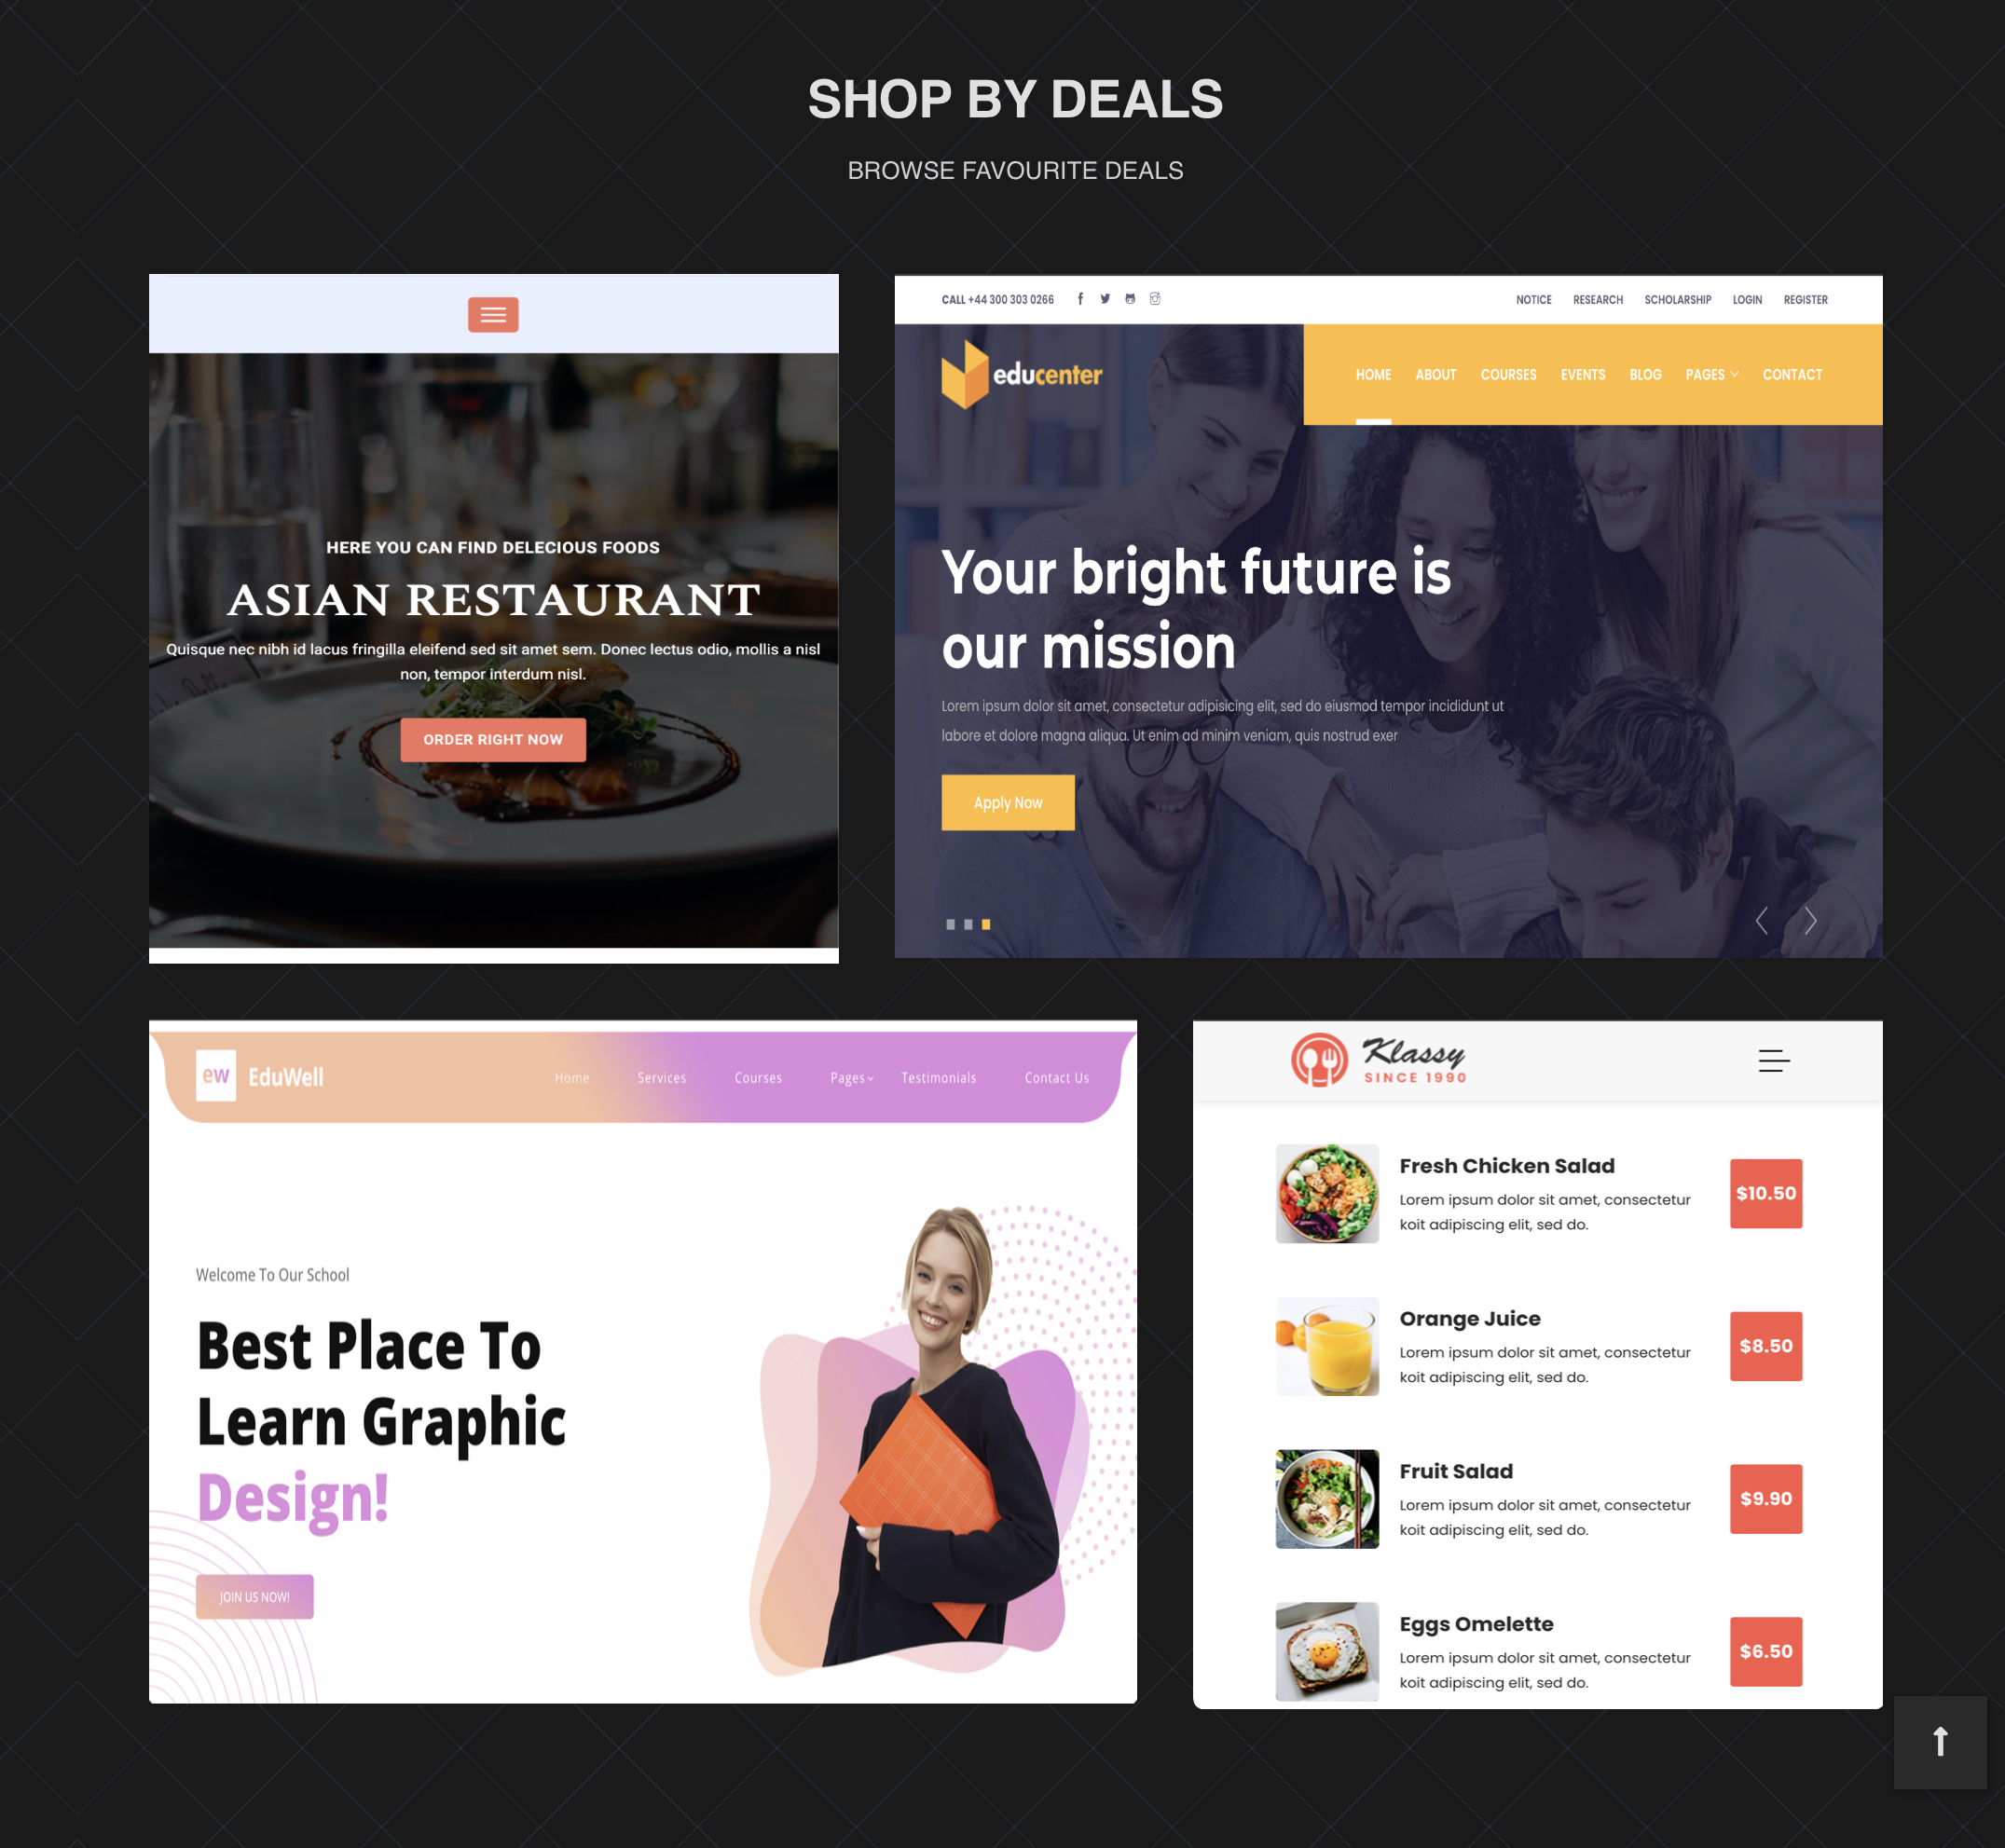 SHOP BY DEALS
BROWSE FAVOURITE DEALS
HERE YOU CAN FIND DELECIOUS FOODS
ASIAN RESTAURANT
Quisque nec nibh id lacus fringilla eleifend sed sit amet sem. Donec lectus odio, mollis a nisl
non, tempor interdum nisl.
ORDER RIGHT NOW
CALL +44 300 303 0266
NOTICE RESEARCH SCHOLARSHIP LOGIN REGISTER
educenter
HOME ABOUT COURSES EVENTS BLOG PAGES CONTACT
Your bright future is
our mission
Lorem ipsum dolor sit amet, consectetur adipisicing elit, sed do eiusmod tempor incididunt ut
labore et dolore magna aliqua. Ut enim ad minim veniam, quis nostrud exer
Apply Now
ew EduWell
Home Services Courses Pages Testimonials Contact Us
Welcome To Our School
Best Place To
Learn Graphic
Design!
JOIN US NOW!
Klassy
SINCE 1990
Fresh Chicken Salad
Lorem ipsum dolor sit amet, consectetur
koit adipiscing elit, sed do.
$10.50
Orange Juice
Lorem ipsum dolor sit amet, consectetur
koit adipiscing elit, sed do.
$8.50
Fruit Salad
Lorem ipsum dolor sit amet, consectetur
koit adipiscing elit, sed do.
$9.90
Eggs Omelette
Lorem ipsum dolor sit amet, consectetur
koit adipiscing elit, sed do.
$6.50